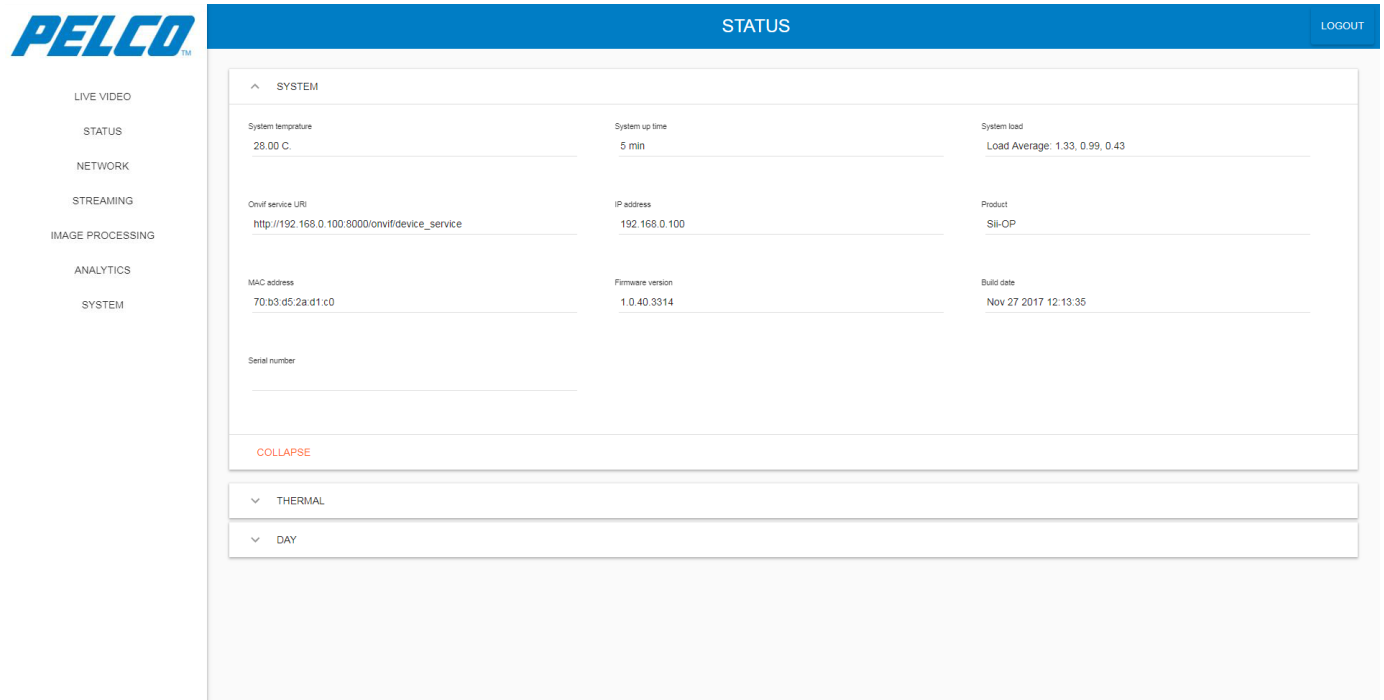 PELCO TM
STATUS
LOGOUT
LIVE VIDEO
STATUS
NETWORK
STREAMING
IMAGE PROCESSING
ANALYTICS
SYSTEM
SYSTEM
System temprature
System up time
System load
28.00 C.
5 min
Load Average: 1.33, 0.99, 0.43
Onvif service URI
IP address
Product
http://192.168.0.100:8000/onvif/device_service
192.168.0.100
Sii-OP
MAC address
Firmware version
Build date
70:b3:d5:2a:d1:c0
1.0.40.3314
Nov 27 2017 12:13:35
Serial number
COLLAPSE
THERMAL
DAY